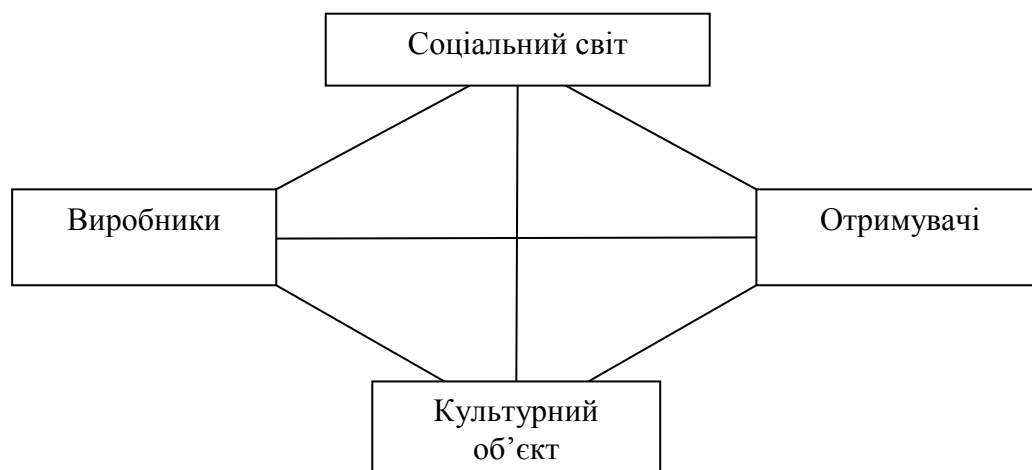 Соціальний світ
Виробники
Отримувачі
Культурний
об’єкт